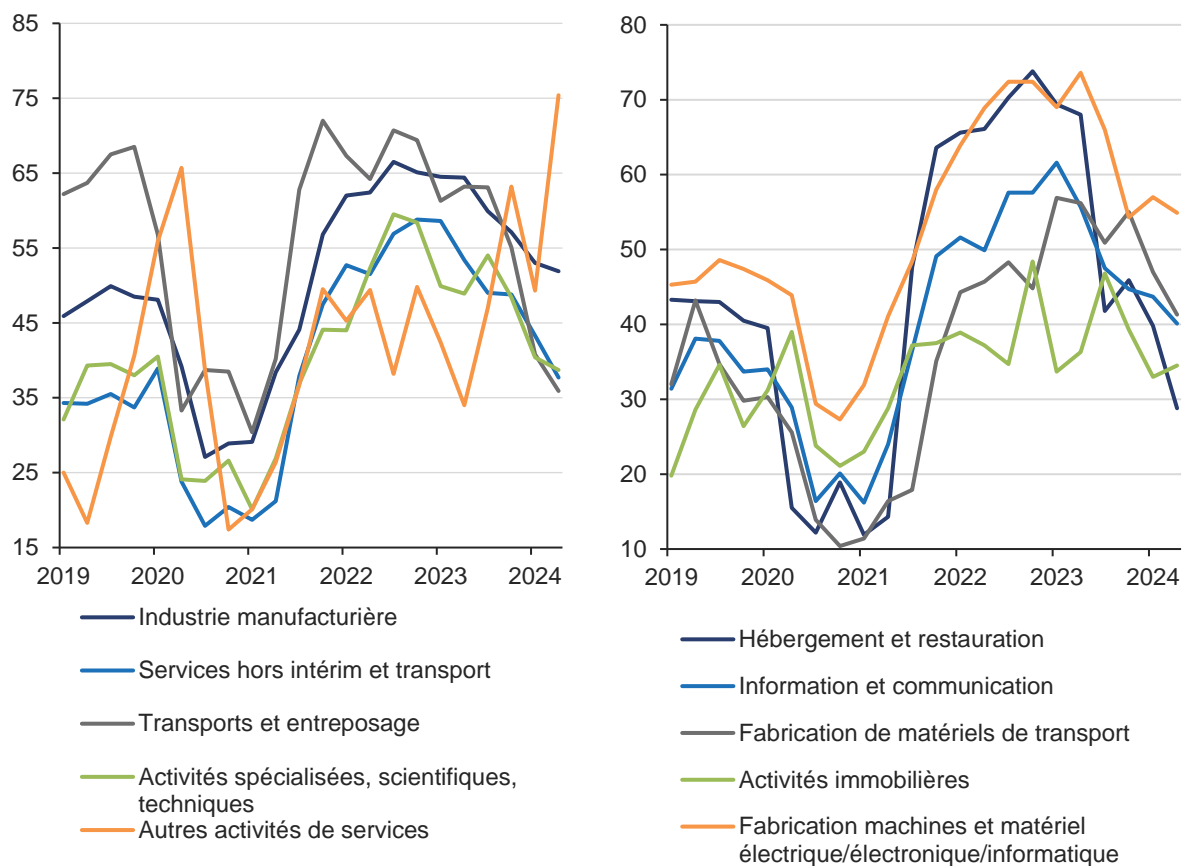 85
75
65
55
45
35
25
15
2019 2020 2021 2022 2023 2024
Industrie manufacturière
Services hors intérim et transport
Transports et entreposage
Activités spécialisées, scientifiques,
techniques
Autres activités de services
80
70
60
50
40
30
20
10
2019 2020 2021 2022 2023 2024
Hébergement et restauration
Information et communication
Fabrication de matériels de transport
Activités immobilières
Fabrication machines et matériel
électrique/électronique/informatique